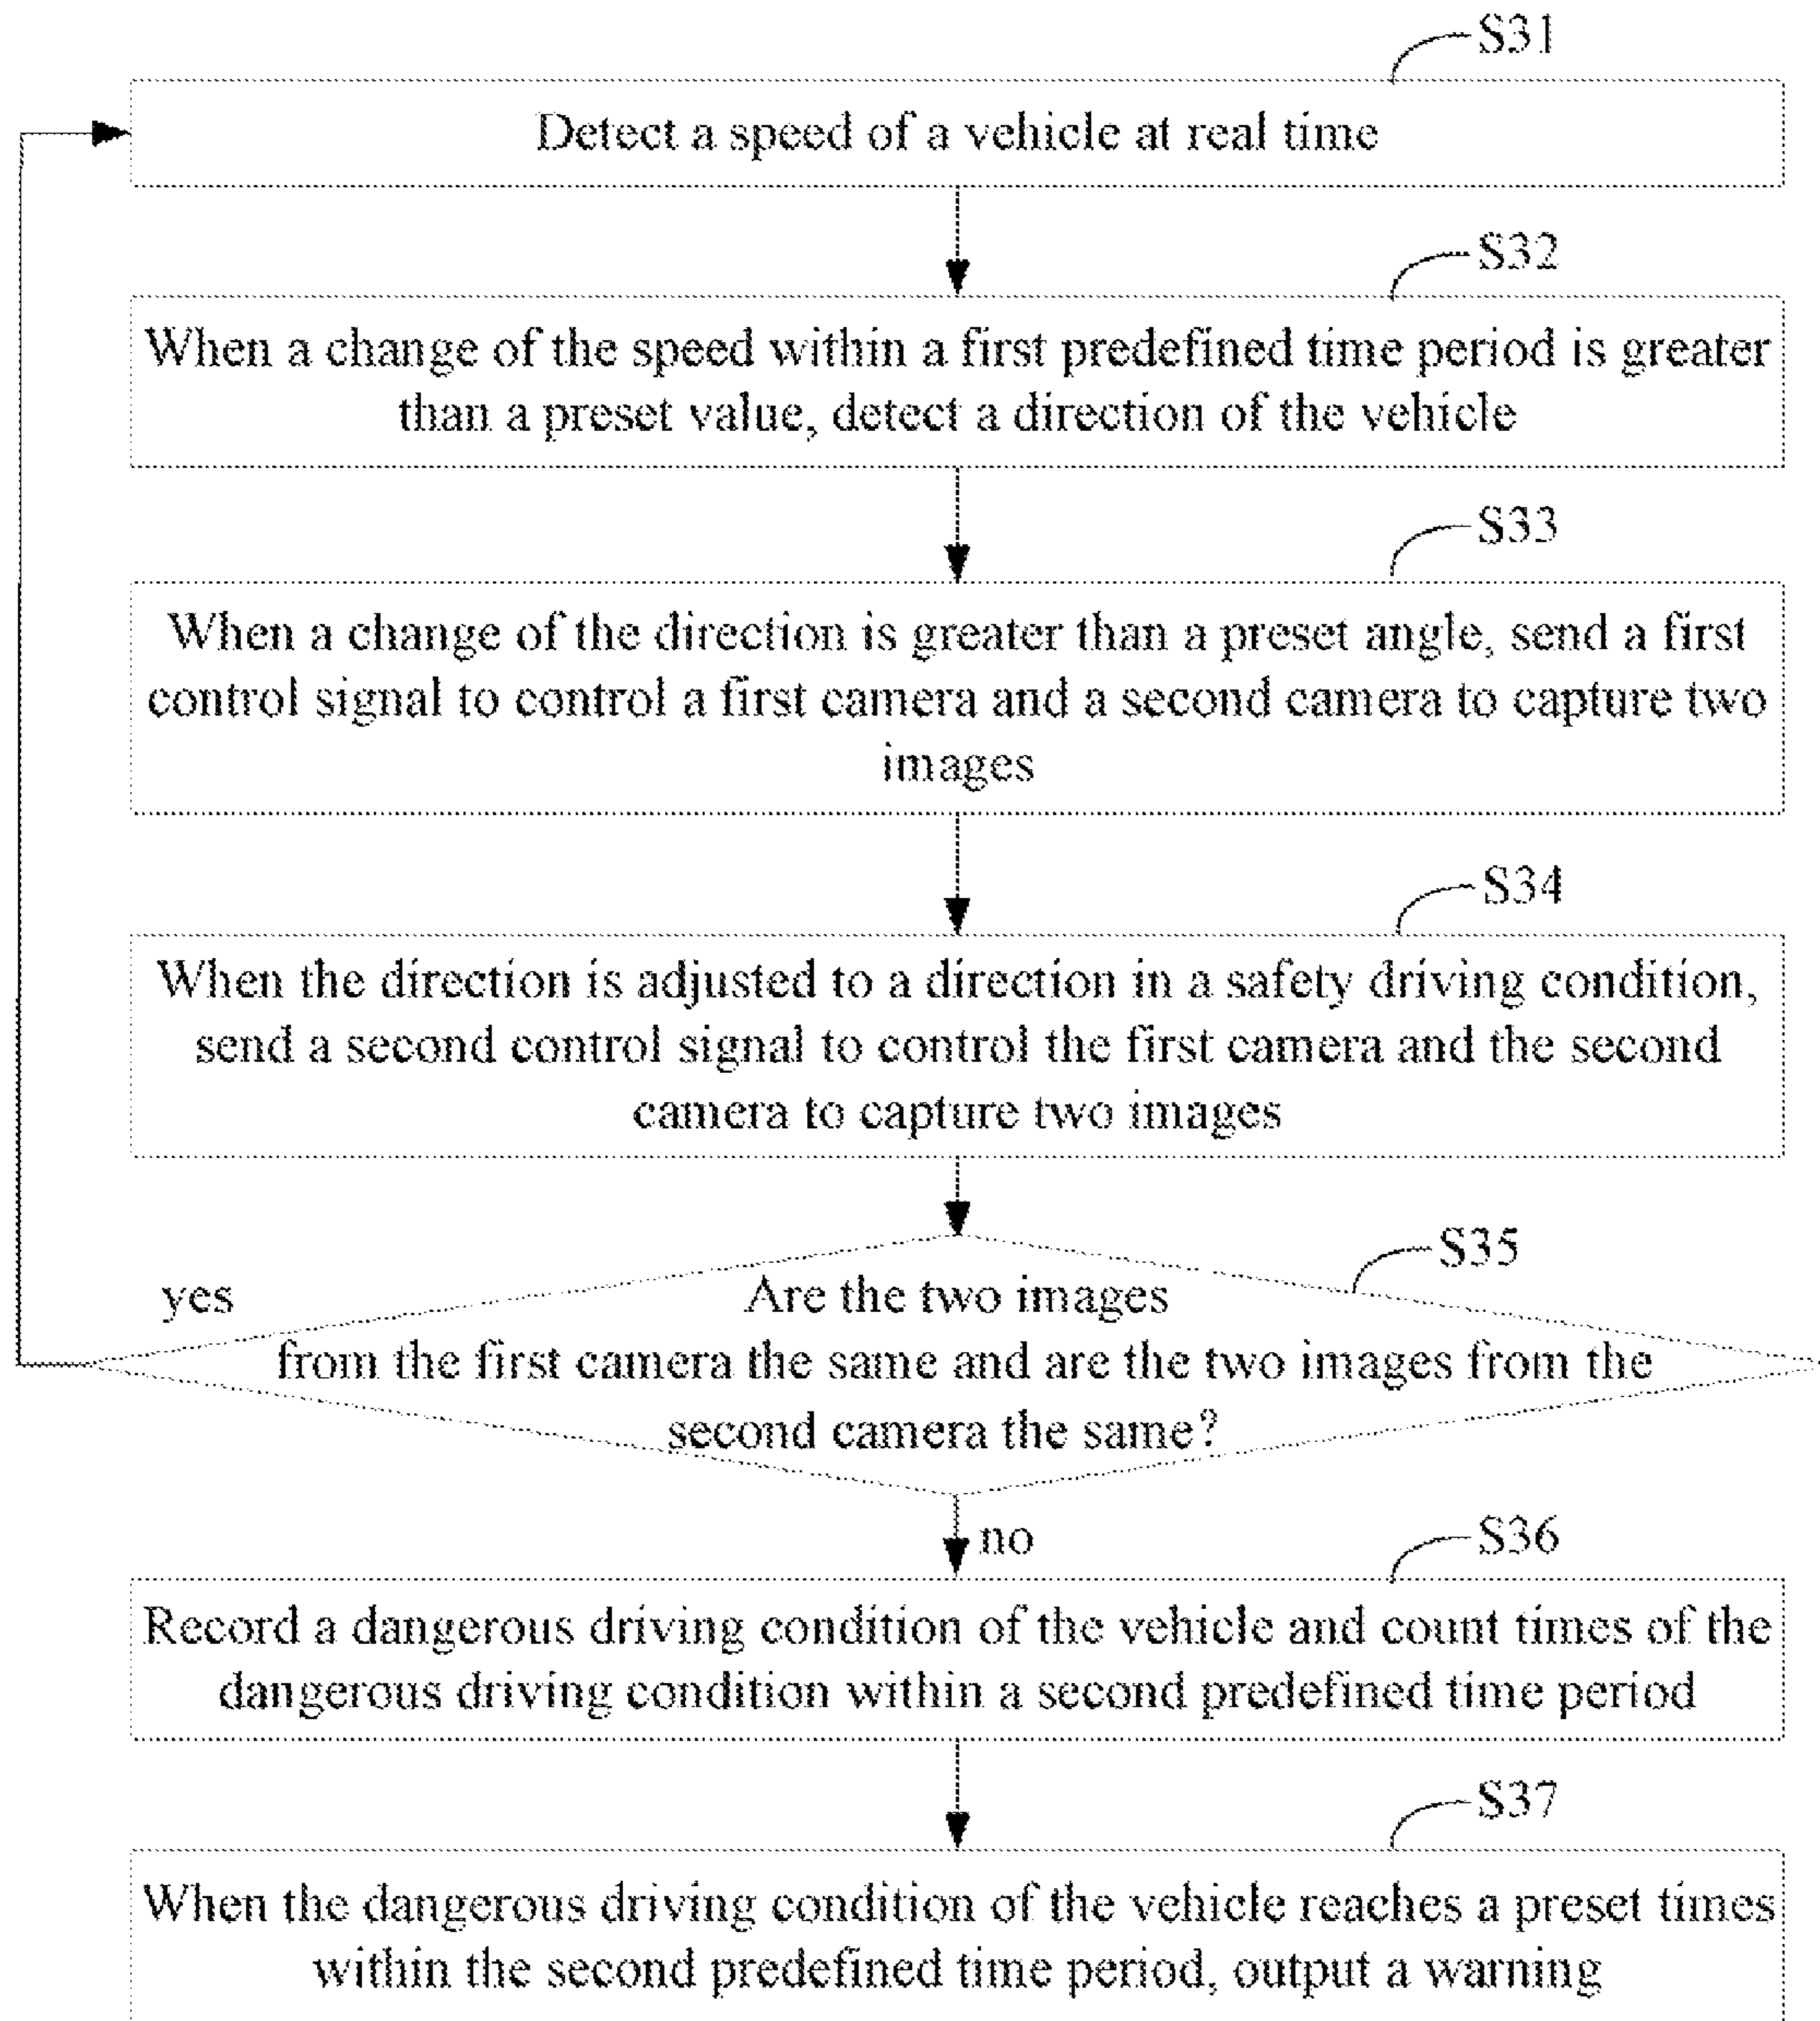 S31
Detect a speed of a vehicle at real time
S32
When a change of the speed within a first predefined time period is greater
than a preset value, detect a direction of the vehicle
S33
When a change of the direction is greater than a preset angle, send a first
control signal to control a first camera and a second camera to capture two
images
S34
When the direction is adjusted to a direction in a safety driving condition,
send a second control signal to control the first camera and the second
camera to capture two images
S35
yes
Are the two images
from the first camera the same and are the two images from the
second camera the same?
no
S36
Record a dangerous driving condition of the vehicle and count times of the
dangerous driving condition within a second predefined time period
S37
When the dangerous driving condition of the vehicle reaches a preset times
within the second predefined time period, output a warning